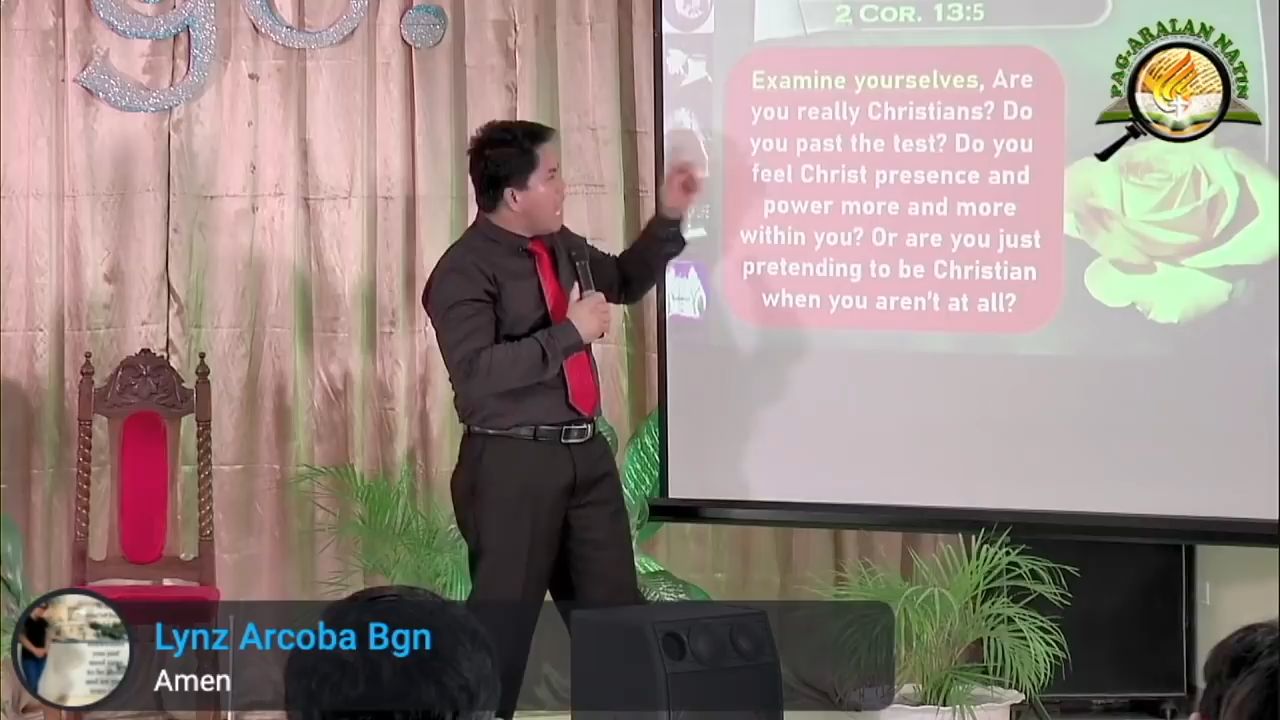 go!
2 COR. 13:5
Examine yourselves, Are
you really Christians? Do
you past the test? Do you
feel Christ presence and
power more and more
within you? Or are you just
pretending to be Christian
when you aren't at all?
PAG-ARALAN NATIN
Lynz Arcoba Bgn
Amen